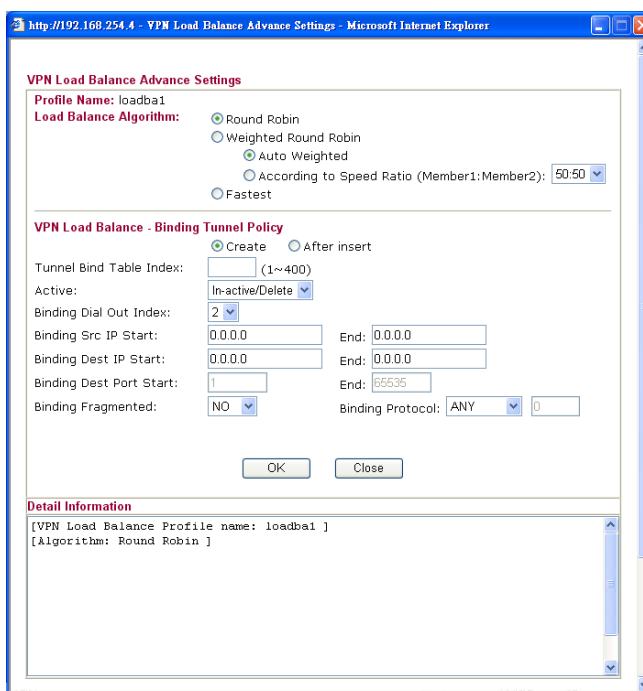 http://192.168.254.4 - VPN Load Balance Advance Settings - Microsoft Internet Explorer
VPN Load Balance Advance Settings
Profile Name: loadba1
Load Balance Algorithm: Round Robin
Weighted Round Robin
Auto Weighted
According to Speed Ratio (Member1:Member2): 50:50
Fastest
VPN Load Balance - Binding Tunnel Policy
Create After insert
Tunnel Bind Table Index: (1~400)
Active: In-active/Delete
Binding Dial Out Index: 2
Binding Src IP Start: 0.0.0.0 End: 0.0.0.0
Binding Dest IP Start: 0.0.0.0 End: 0.0.0.0
Binding Dest Port Start: 1 End: 65535
Binding Fragmented: NO Binding Protocol: ANY 0
OK Close
Detail Information
[VPN Load Balance Profile name: loadba1 ]
[Algorithm: Round Robin ]